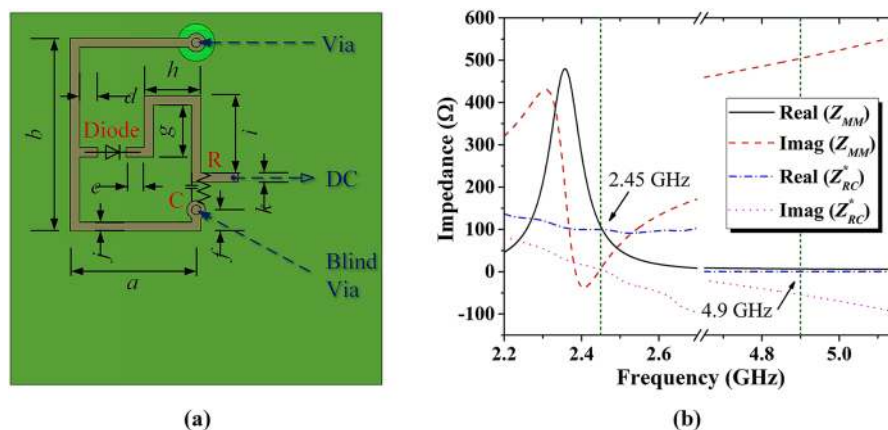 Via
h
d
b
Diode
g
i
R
DC
e
k
C
j
f
a
Blind
Via
(a)
600
500
400
300
200
100
0
-100
Impedance (Ω)
Real (Z_MM)
Imag (Z_MM)
Real (Z*_RC)
Imag (Z*_RC)
2.45 GHz
4.9 GHz
2.2 2.4 2.6 4.8 5.0
Frequency (GHz)
(b)